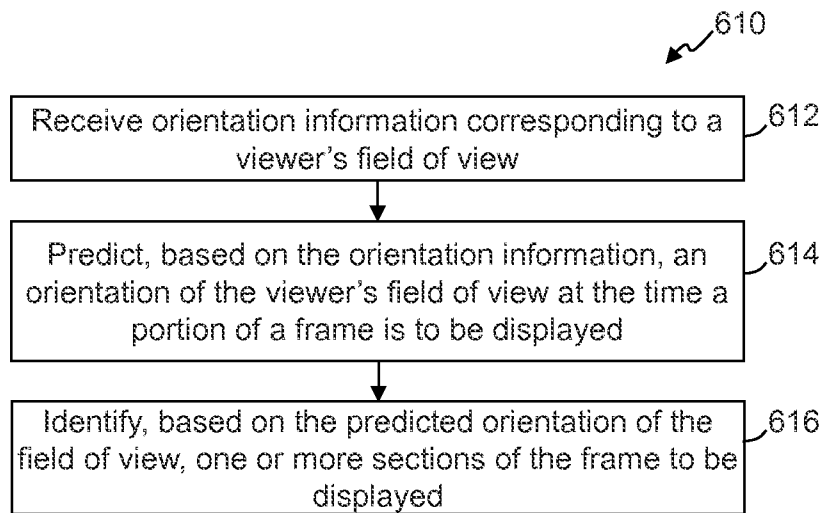 610
Receive orientation information corresponding to a
viewer's field of view
612
Predict, based on the orientation information, an
orientation of the viewer's field of view at the time a
portion of a frame is to be displayed
614
Identify, based on the predicted orientation of the
field of view, one or more sections of the frame to be
displayed
616